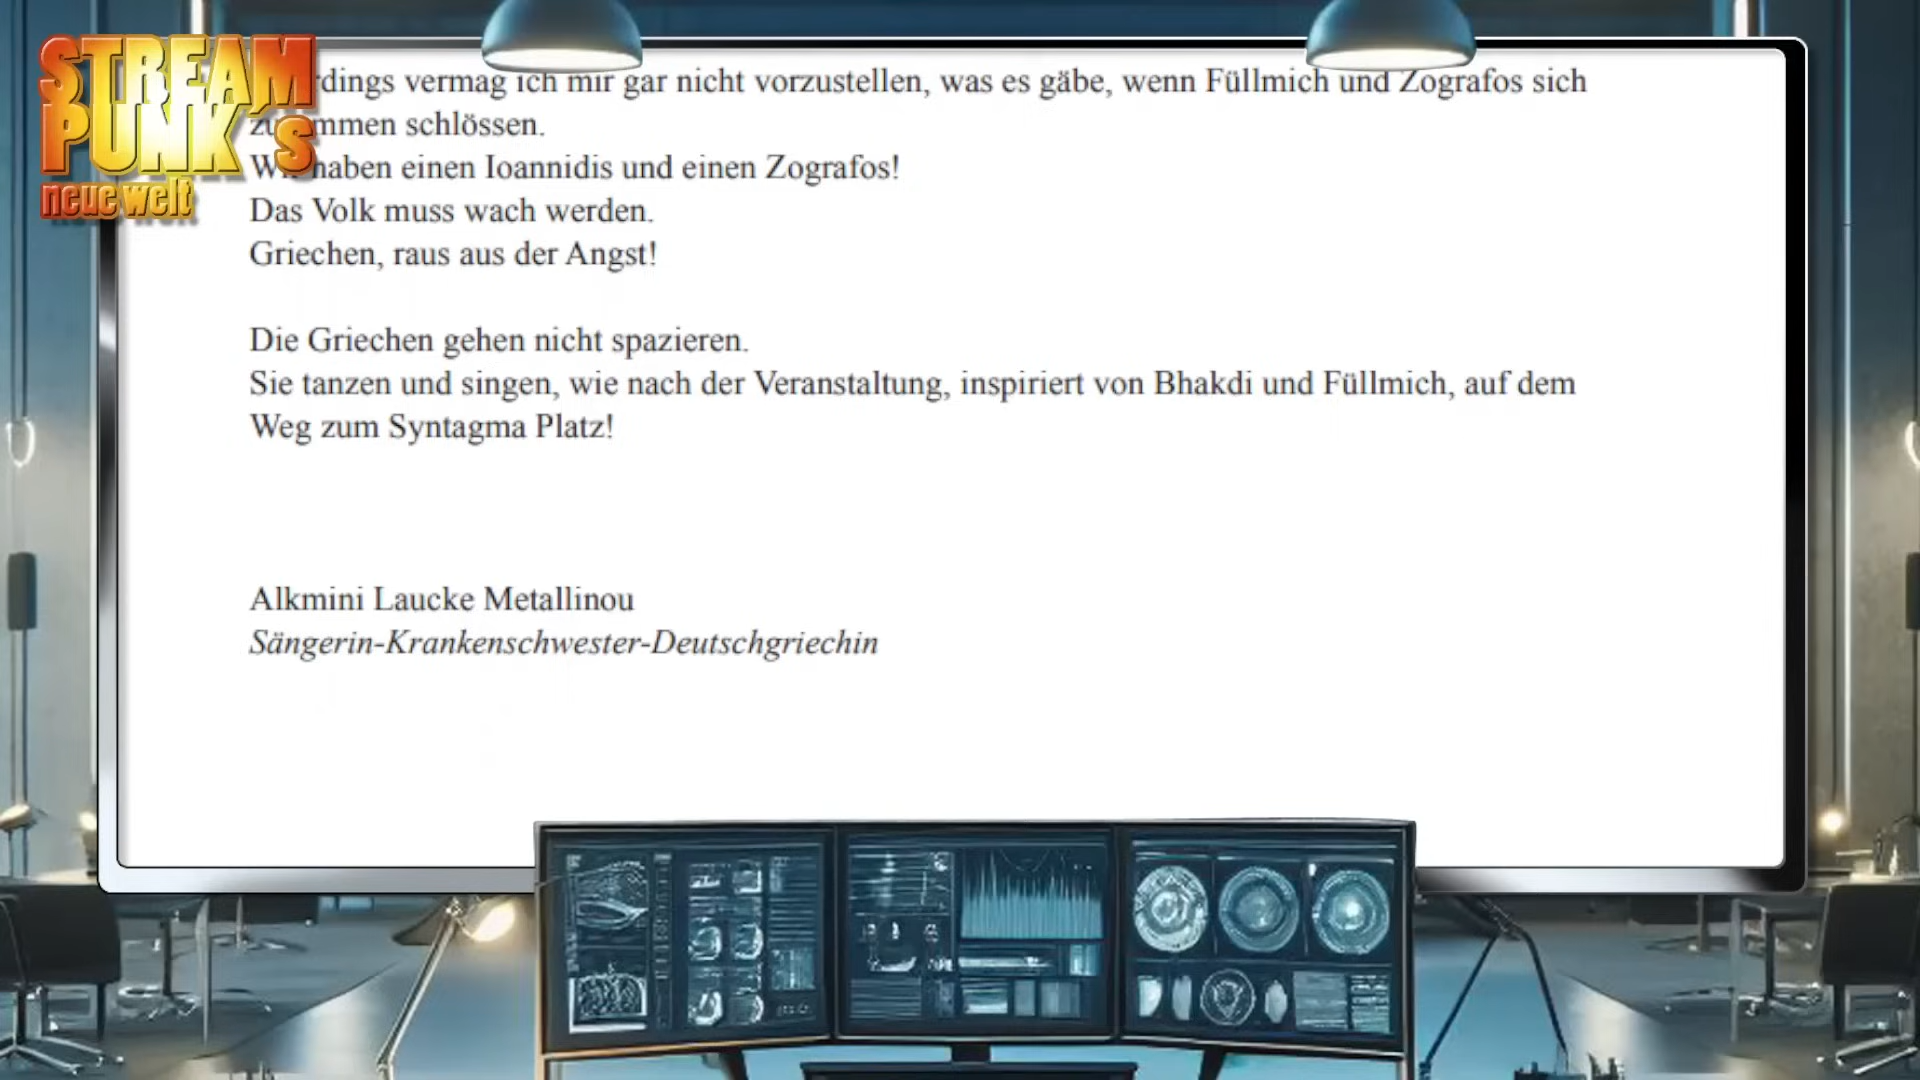 STREAM
PUNK´s
neue welt
rdings vermag ich mir gar nicht vorzustellen, was es gäbe, wenn Füllmich und Zografos sich
zusammen schlössen.
Wir haben einen Ioannidis und einen Zografos!
Das Volk muss wach werden.
Griechen, raus aus der Angst!
Die Griechen gehen nicht spazieren.
Sie tanzen und singen, wie nach der Veranstaltung, inspiriert von Bhakdi und Füllmich, auf dem
Weg zum Syntagma Platz!
Alkmini Laucke Metallinou
Sängerin-Krankenschwester-Deutschgriechin